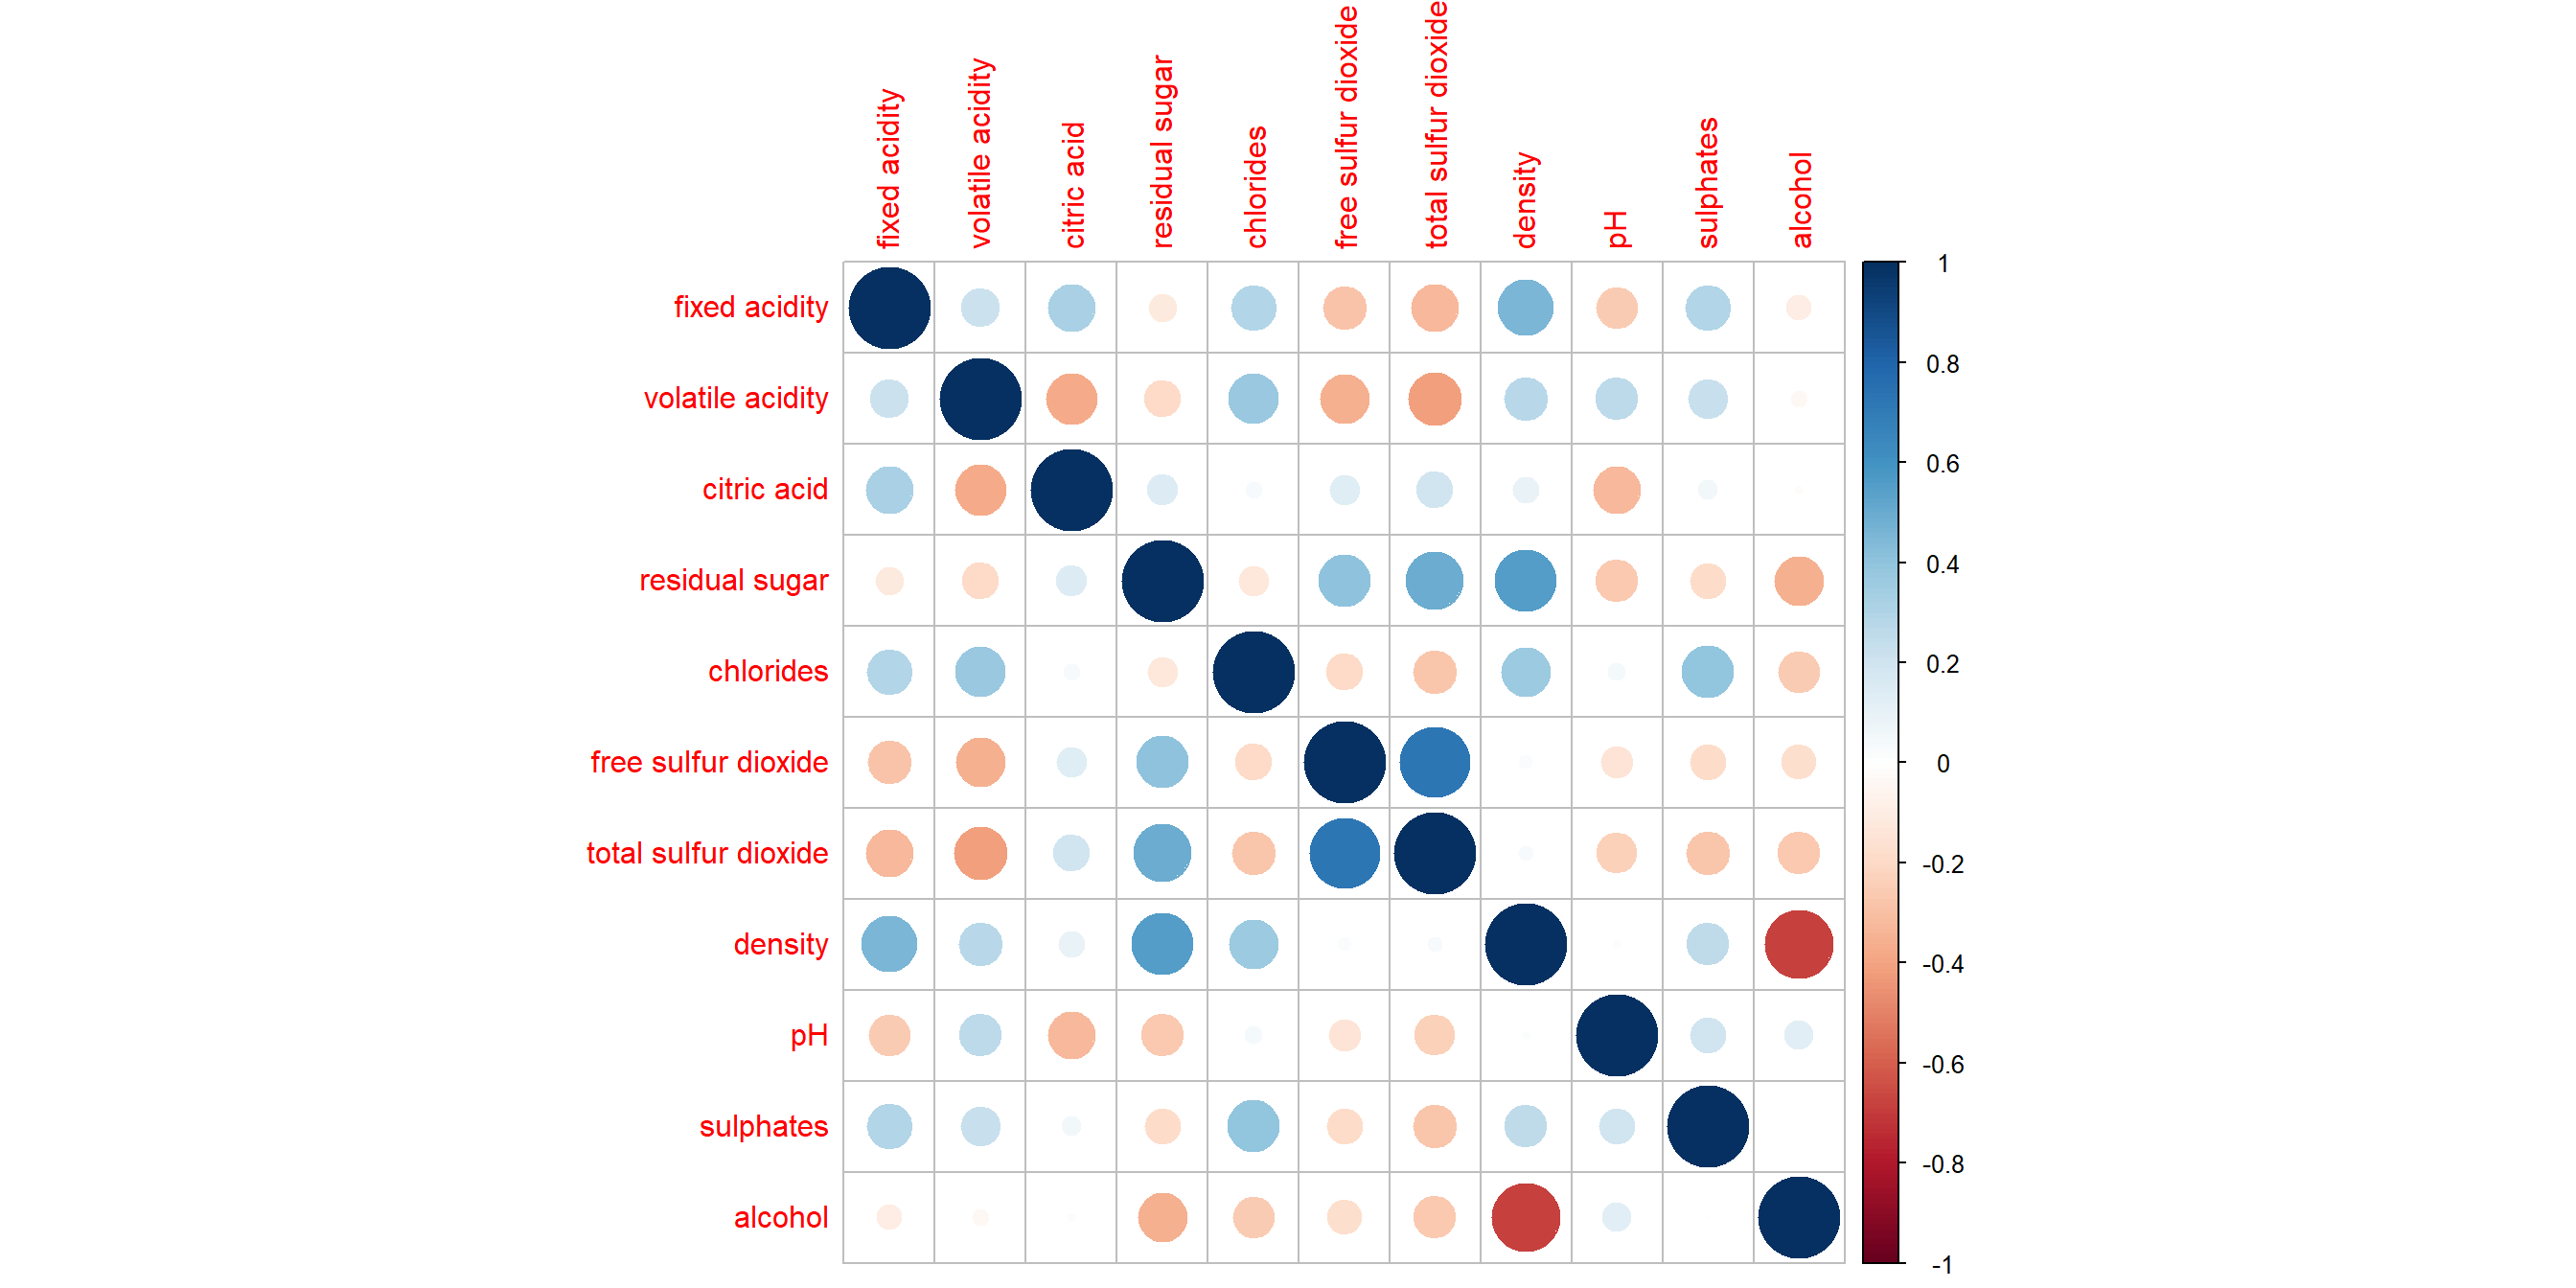 fixed acidity
volatile acidity
citric acid
residual sugar
chlorides
free sulfur dioxide
total sulfur dioxide
density
pH
sulphates
alcohol
fixed acidity
volatile acidity
citric acid
residual sugar
chlorides
free sulfur dioxide
total sulfur dioxide
density
pH
sulphates
alcohol
1
0.8
0.6
0.4
0.2
0
-0.2
-0.4
-0.6
-0.8
-1